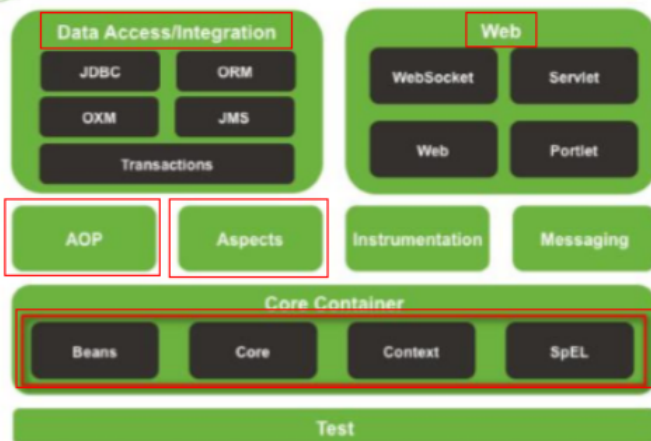 Data Access/Integration
JDBC
ORM
OXM
JMS
Transactions
Web
WebSocket
Servlet
Web
Portlet
AOP
Aspects
Instrumentation
Messaging
Core Container
Beans
Core
Context
SpEL
Test